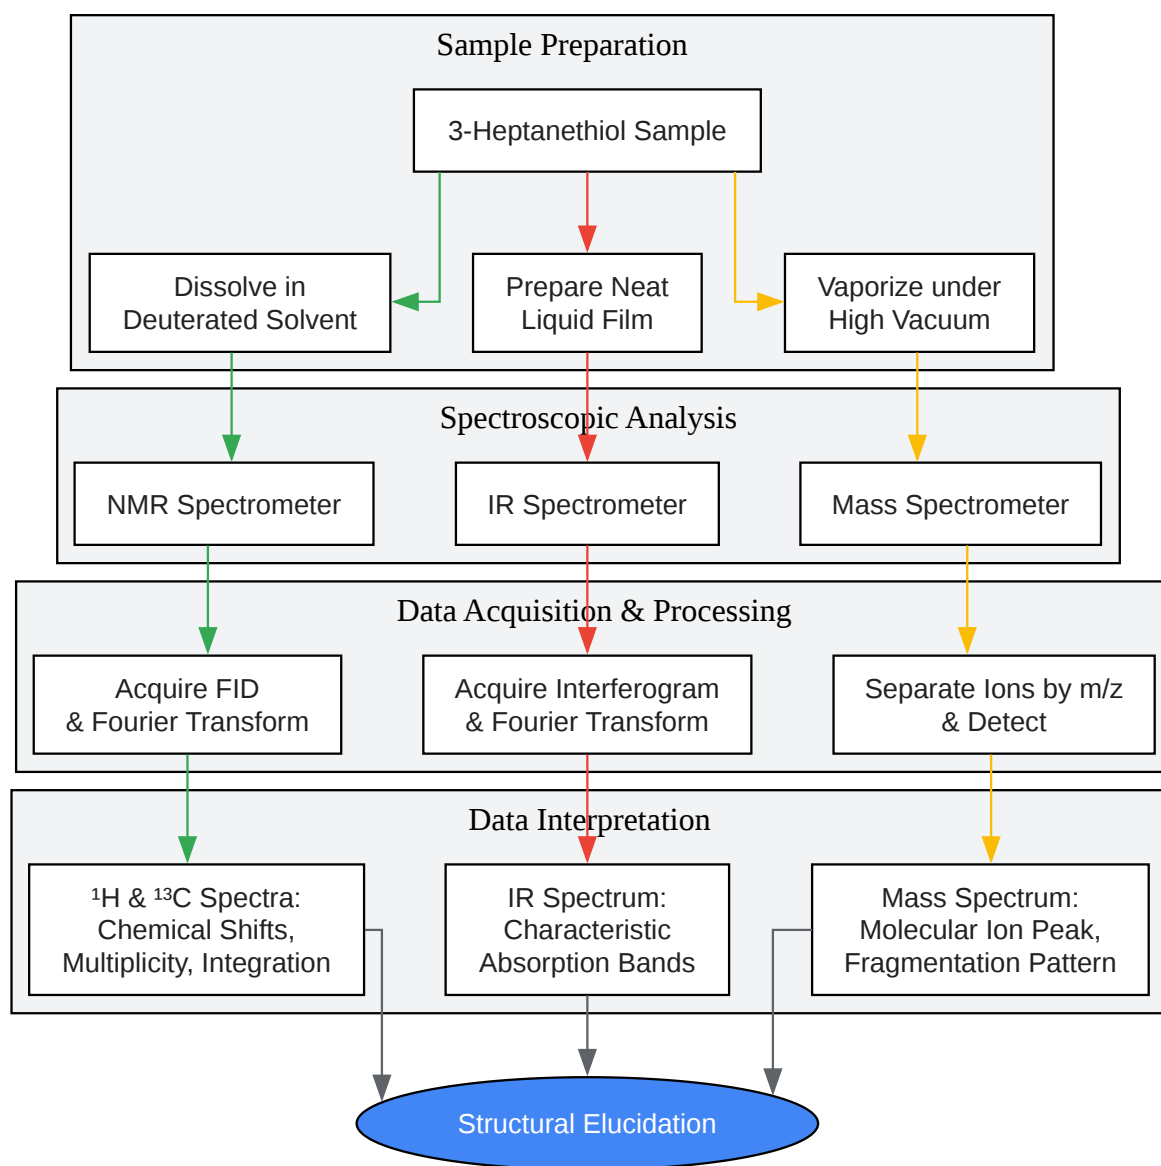 Sample Preparation
3-Heptanethiol Sample
Dissolve in
Deuterated Solvent
Prepare Neat
Liquid Film
Vaporize under
High Vacuum
Spectroscopic Analysis
NMR Spectrometer
IR Spectrometer
Mass Spectrometer
Data Acquisition & Processing
Acquire FID
& Fourier Transform
Acquire Interferogram
& Fourier Transform
Separate Ions by m/z
& Detect
Data Interpretation
¹H & ¹³C Spectra:
Chemical Shifts,
Multiplicity, Integration
IR Spectrum:
Characteristic
Absorption Bands
Mass Spectrum:
Molecular Ion Peak,
Fragmentation Pattern
Structural Elucidation